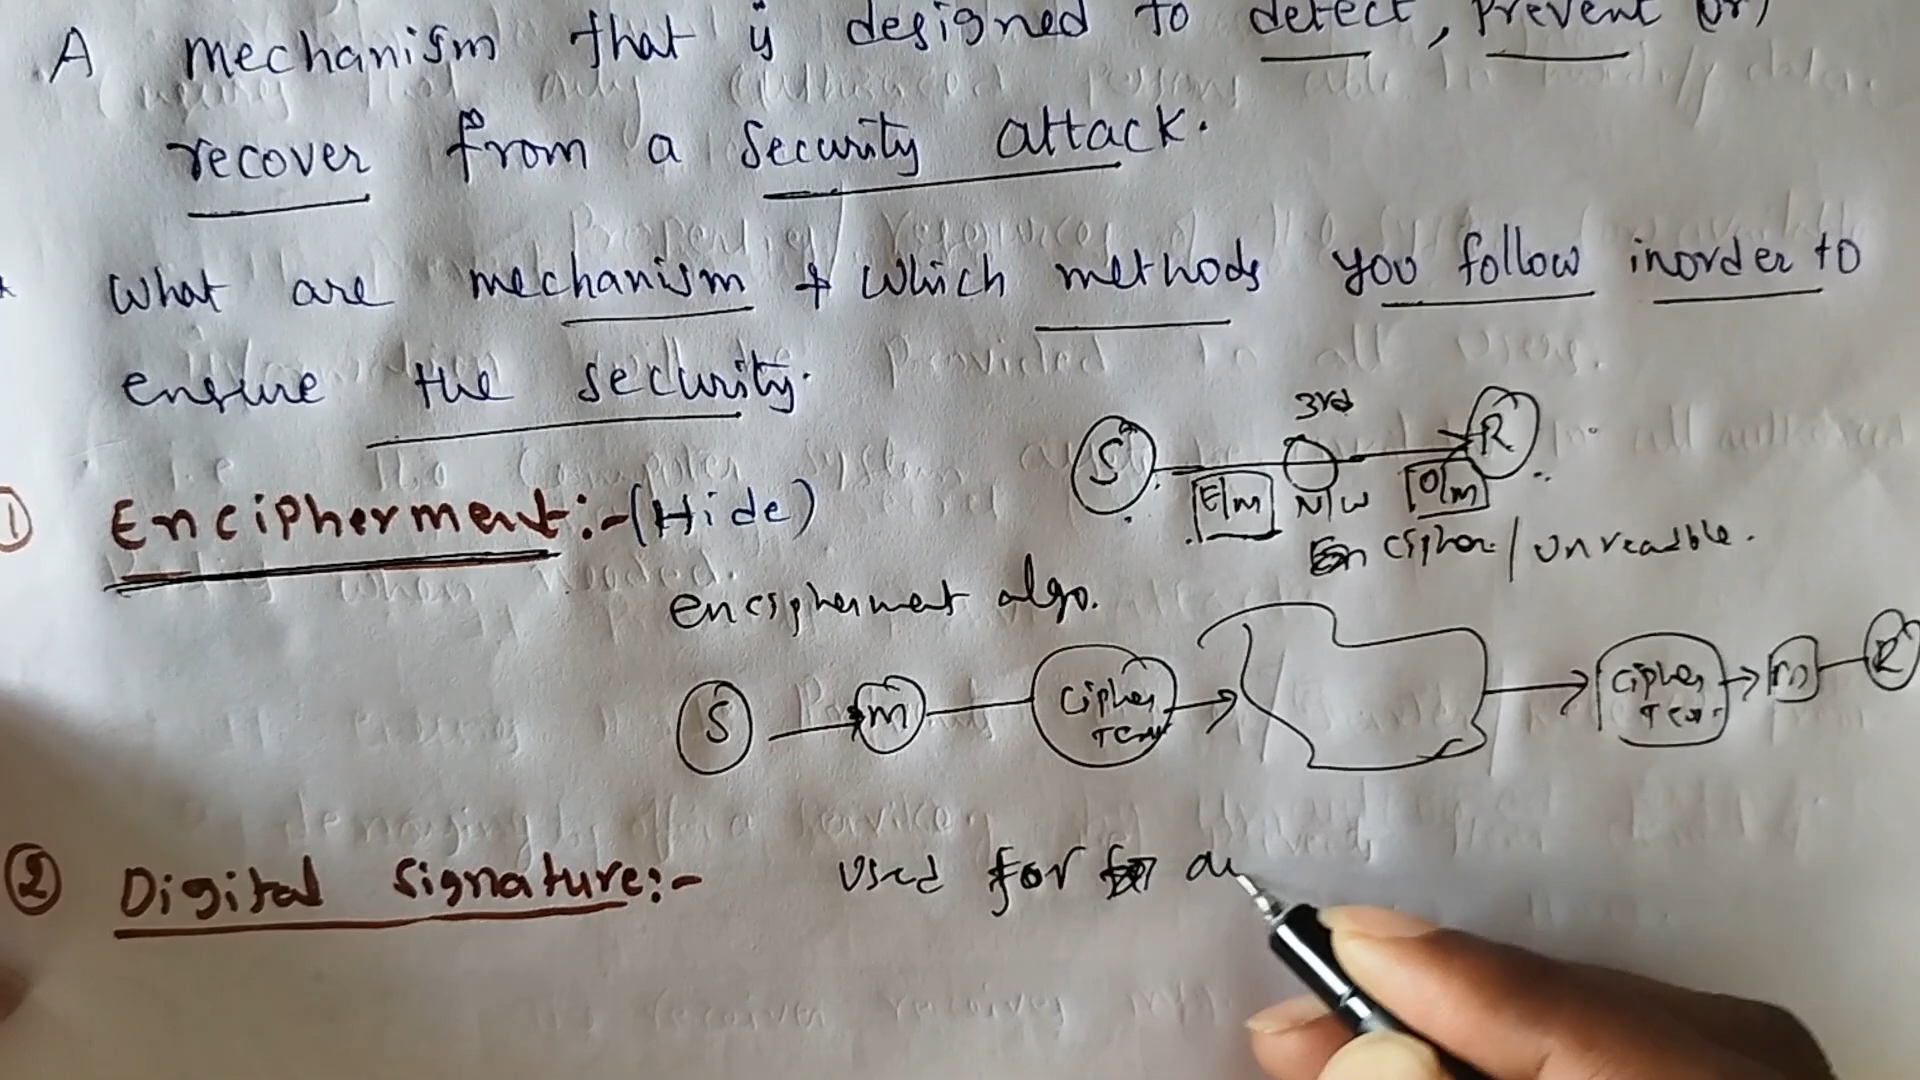 A mechanism that is designed to detect, prevent (or)
recover from a security attack.
What are mechanism & which methods you follow inorder to
ensure the security.
3rd
S R
E/m N/W O/m
① Encipherment:-(Hide)
En cipher / unreadble.
encipherment algo.
S m cipher Text cipher Text m R
② Digital Signature:- Used for au